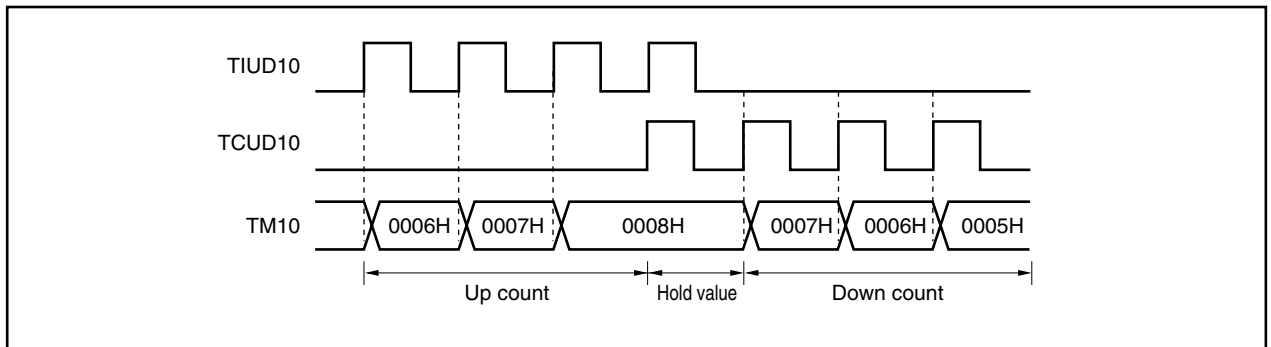 TIUD10
TCUD10
TM10 0006H 0007H 0008H 0007H 0006H 0005H
Up count Hold value Down count